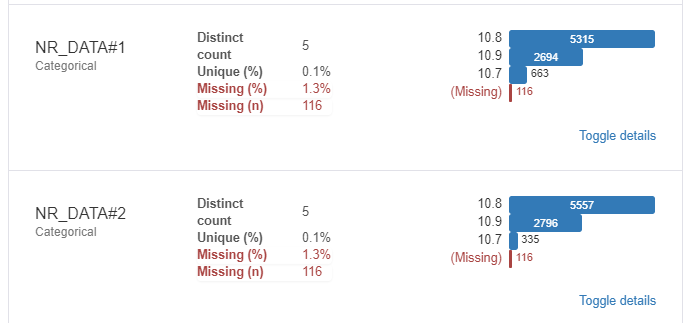 NR_DATA#1
Categorical
Distinct
count 5
Unique (%) 0.1%
Missing (%) 1.3%
Missing (n) 116
10.8 5315
10.9 2694
10.7 663
(Missing) 116
Toggle details
NR_DATA#2
Categorical
Distinct
count 5
Unique (%) 0.1%
Missing (%) 1.3%
Missing (n) 116
10.8 5557
10.9 2796
10.7 335
(Missing) 116
Toggle details